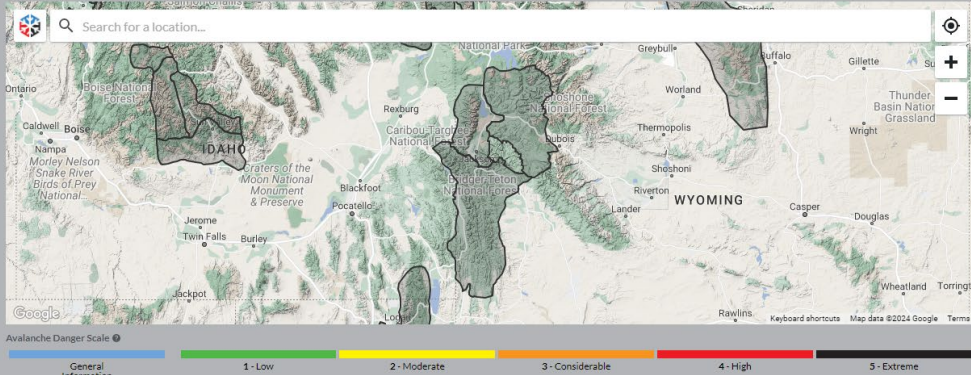 Search for a location...
National Park
Greybull
Buffalo
Gillette
Ontario
Boise National
Forest
Worland
Thunder
Basin Nation
Grassland
Rexburg
National Forest
Caldwell
Boise
Caribou-Targhee
National Forest
Thermopolis
Wright
Nampa
Dubois
IDAHO
Morley Nelson
Snake River
Birds of Prey
National...
Craters of the
Moon National
Monument
& Preserve
Bridger-Teton
National Forest
Shoshoni
Blackfoot
Riverton
WYOMING
Pocatello
Lander
Casper
Douglas
Jerome
Twin Falls
Burley
Jackpot
Wheatland
Torringt
Google
Logan
Rawlins
Keyboard shortcuts
Map data ©2024 Google
Terms
Avalanche Danger Scale
General
Information
1 - Low
2 - Moderate
3 - Considerable
4 - High
5 - Extreme